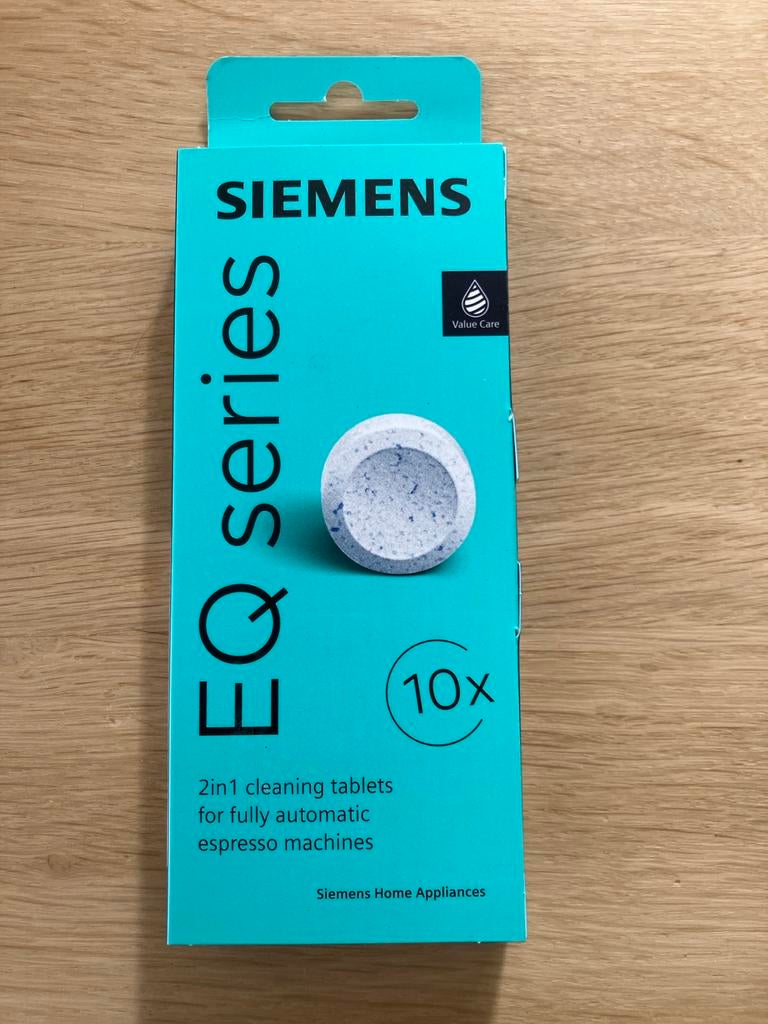 SIEMENS
EQ series
Value Care
10x
2in1 cleaning tablets
for fully automatic
espresso machines
Siemens Home Appliances